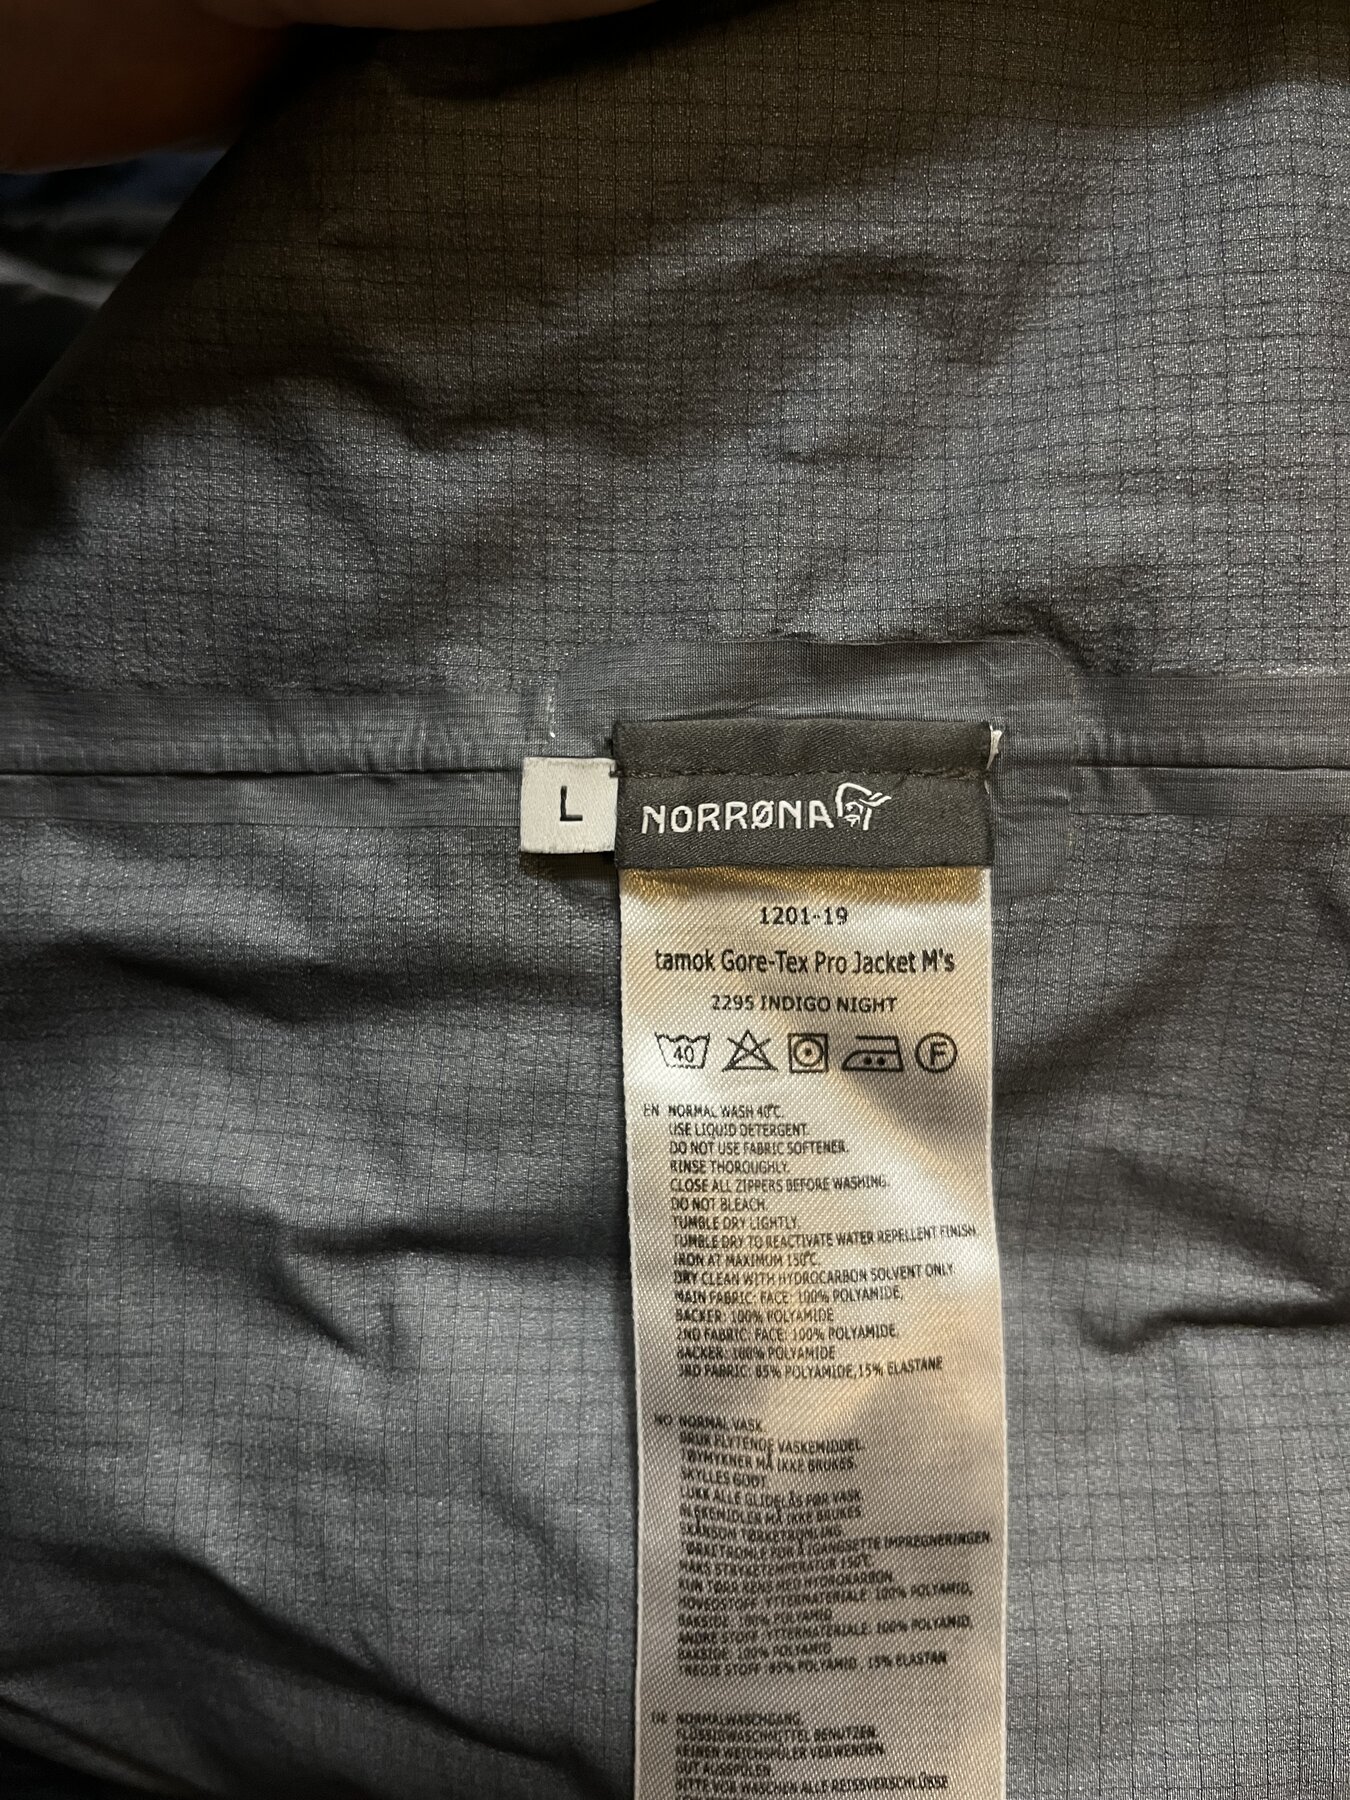 L
NORRØNA
1201-19
tamok Gore-Tex Pro Jacket M's
2295 INDIGO NIGHT
40
F
EN NORMAL WASH 40°C.
USE LIQUID DETERGENT.
DO NOT USE FABRIC SOFTENER.
RINSE THOROUGHLY.
CLOSE ALL ZIPPERS BEFORE WASHING.
DO NOT BLEACH.
TUMBLE DRY LIGHTLY.
TUMBLE DRY TO REACTIVATE WATER REPELLENT FINISH
IRON AT MAXIMUM 150°C.
DRY CLEAN WITH HYDROCARBON SOLVENT ONLY
MAIN FABRIC: FACE: 100% POLYAMIDE,
BACKER: 100% POLYAMIDE
2ND FABRIC: FACE: 100% POLYAMIDE,
BACKER: 100% POLYAMIDE
3RD FABRIC: 85% POLYAMIDE,15% ELASTANE
NO NORMAL VASK
BRUK FLYTENDE VASKEMIDDEL.
TØYMYKNER MÅ IKKE BRUKES.
SKYLLES GODT.
LUKK ALLE GLIDELÅS FØR VASK
BLEKEMIDLER MÅ IKKE BRUKES
SKÅNSOM TØRKETROMLING
TØRKETROMLE FOR Å IGANGSETTE IMPREGNERINGEN
MAKS STRYKETEMPERATUR 150°C.
KUN TØRR RENS MED HYDROKARBON
HOVEDSTOFF :YTTERMATERIALE: 100% POLYAMID,
BAKSIDE: 100% POLYAMID
ANDRE STOFF :YTTERMATERIALE: 100% POLYAMID,
BAKSIDE: 100% POLYAMID
TREDJE STOFF :85% POLYAMID, 15% ELASTAN
DE NORMALWASCHGANG
FLÜSSIGWASCHMITTEL BENUTZEN
KEINEN WEICHSPÜLER VERWENDEN
GUT AUSSPÜLEN
BITTE VOR WASCHEN ALLE REISSVERSCHLÜSSE